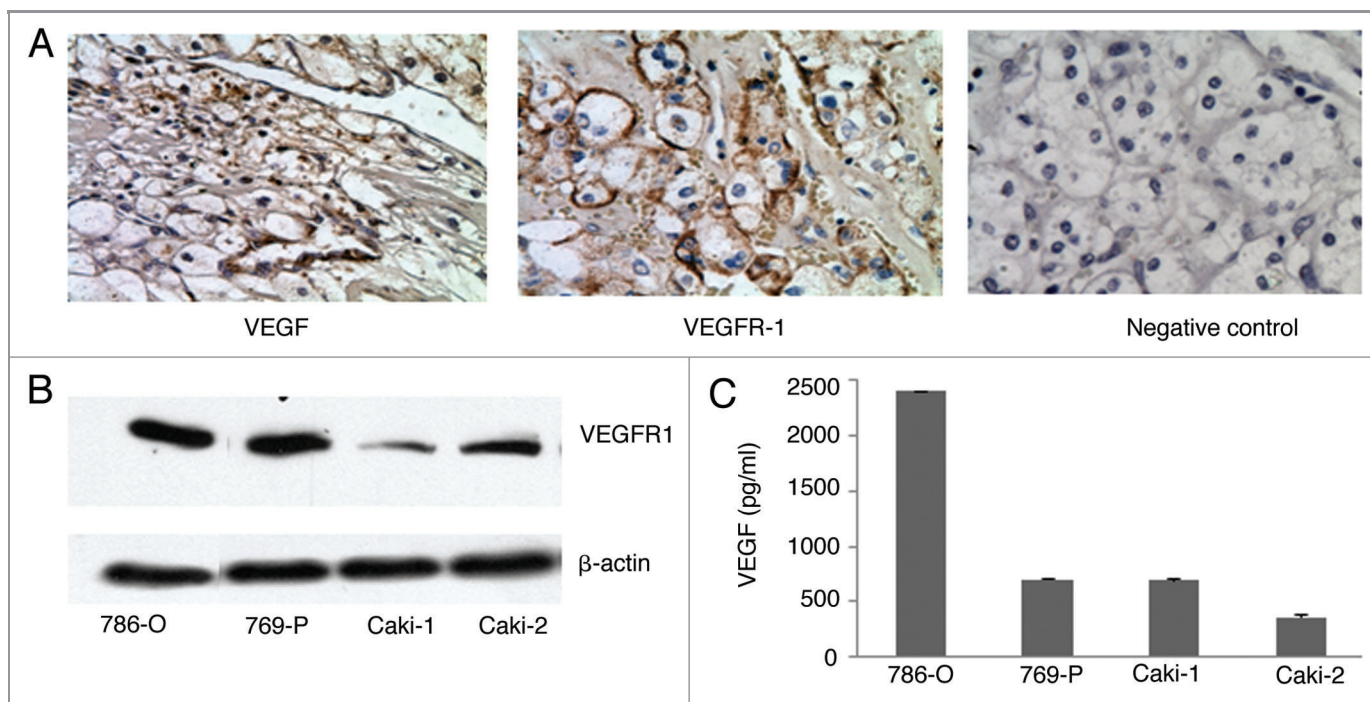 A
VEGF
VEGFR-1
Negative control
B
VEGFR1
β-actin
786-O 769-P Caki-1 Caki-2
C
VEGF (pg/ml)
2500
2000
1500
1000
500
0
786-O 769-P Caki-1 Caki-2